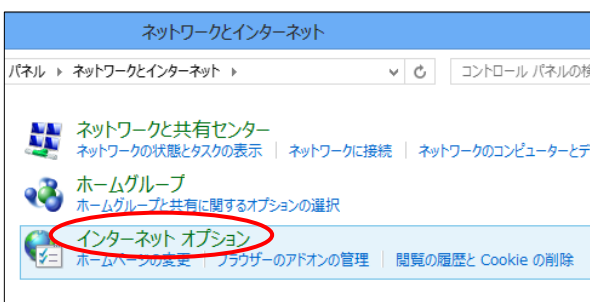 ネットワークとインターネット
パネル ▸ ネットワークとインターネット ▸ コントロール パネルの検
ネットワークと共有センター
ネットワークの状態とタスクの表示 | ネットワークに接続 | ネットワークのコンピューターとデ
ホームグループ
ホームグループと共有に関するオプションの選択
インターネット オプション
ホームページの変更 | ブラウザーのアドオンの管理 | 閲覧の履歴と Cookie の削除